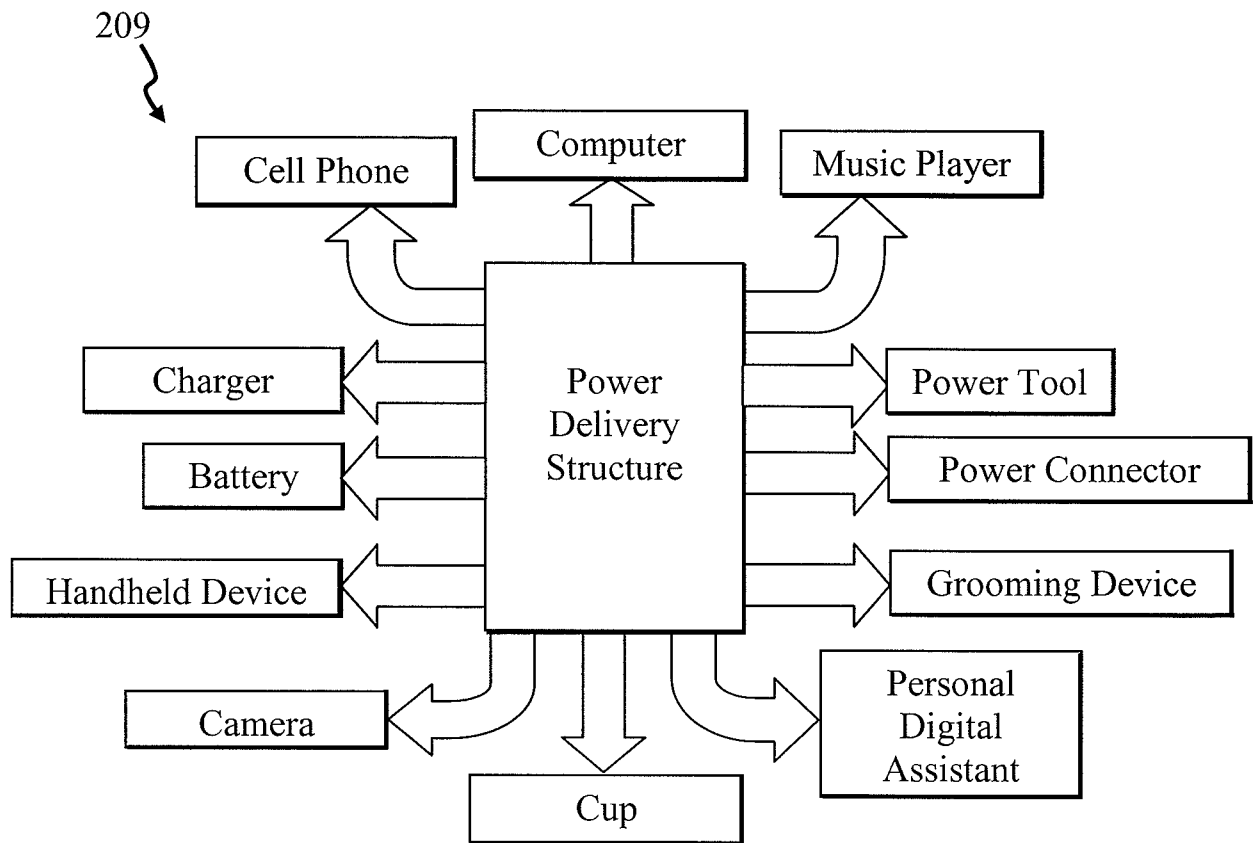 209
Computer
Cell Phone
Music Player
Charger
Power
Delivery
Structure
Power Tool
Battery
Power Connector
Handheld Device
Grooming Device
Camera
Personal
Digital
Assistant
Cup